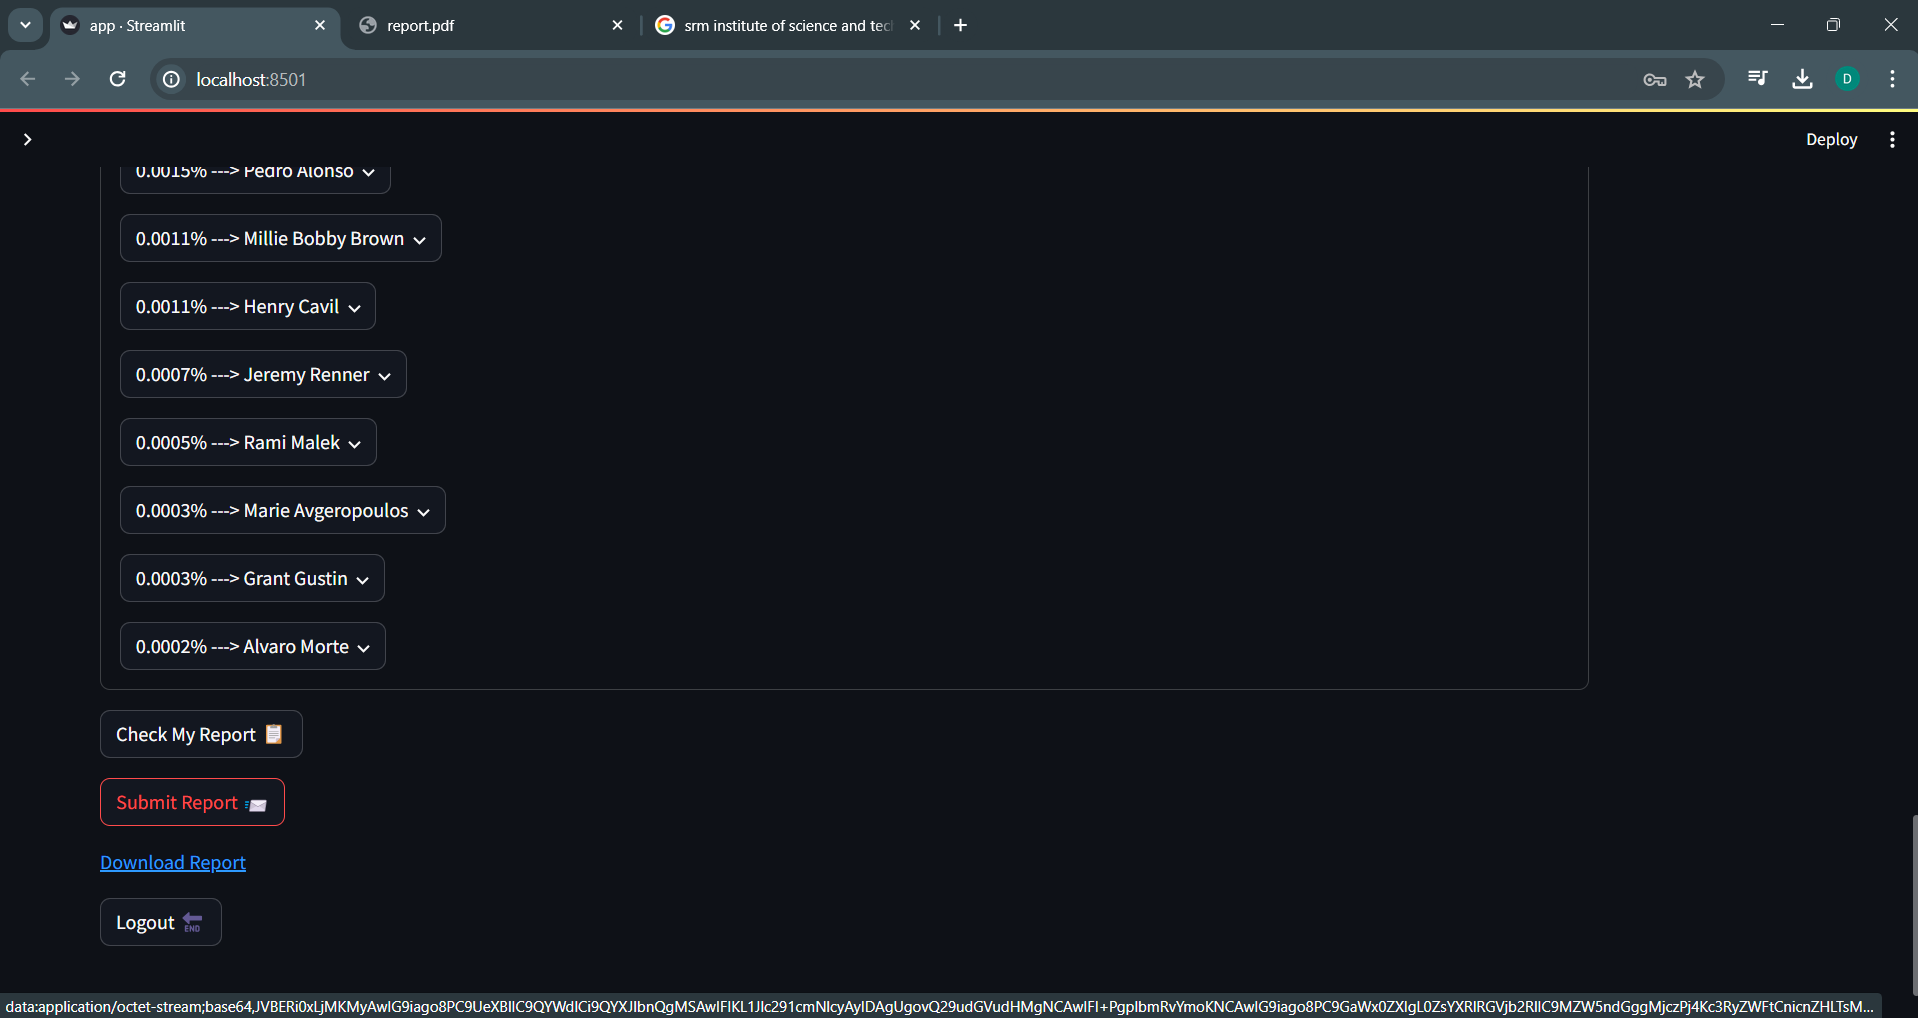 app · Streamlit
report.pdf
srm institute of science and tec
localhost:8501
D
Deploy
0.0015% ---> Pedro Alonso
0.0011% ---> Millie Bobby Brown
0.0011% ---> Henry Cavil
0.0007% ---> Jeremy Renner
0.0005% ---> Rami Malek
0.0003% ---> Marie Avgeropoulos
0.0003% ---> Grant Gustin
0.0002% ---> Alvaro Morte
Check My Report
Submit Report
Download Report
Logout
END
data:application/octet-stream;base64,